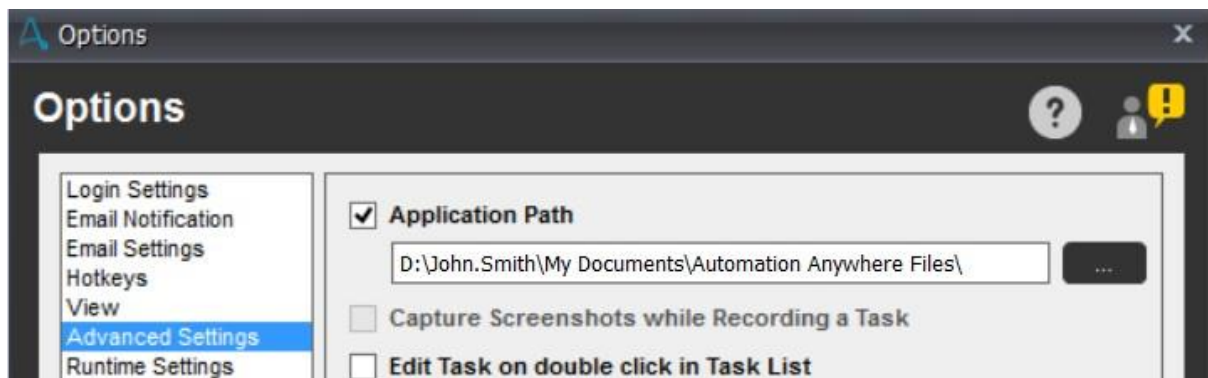 Options
Options
Login Settings
Email Notification
Email Settings
Hotkeys
View
Advanced Settings
Runtime Settings
Application Path
D:\John.Smith\My Documents\Automation Anywhere Files\
...
Capture Screenshots while Recording a Task
Edit Task on double click in Task List